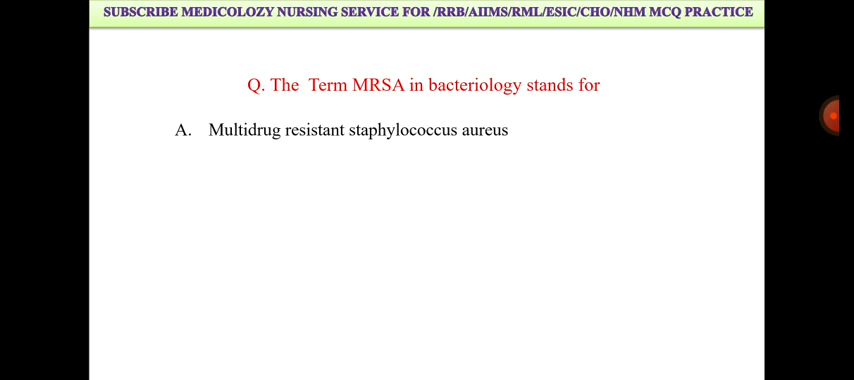 SUBSCRIBE MEDICOLOZY NURSING SERVICE FOR /RRB/AIIMS/RML/ESIC/CHO/NHM MCQ PRACTICE
Q. The Term MRSA in bacteriology stands for
A. Multidrug resistant staphylococcus aureus